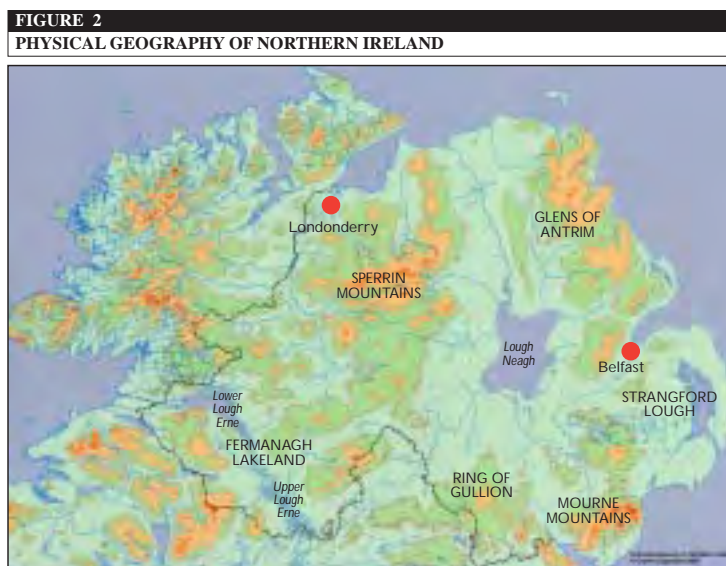 FIGURE 2
PHYSICAL GEOGRAPHY OF NORTHERN IRELAND
Londonderry
GLENS OF
ANTRIM
SPERRIN
MOUNTAINS
Lough
Neagh
Belfast
STRANGFORD
LOUGH
Lower
Lough
Erne
FERMANAGH
LAKELAND
Upper
Lough
Erne
RING OF
GULLION
MOURNE
MOUNTAINS